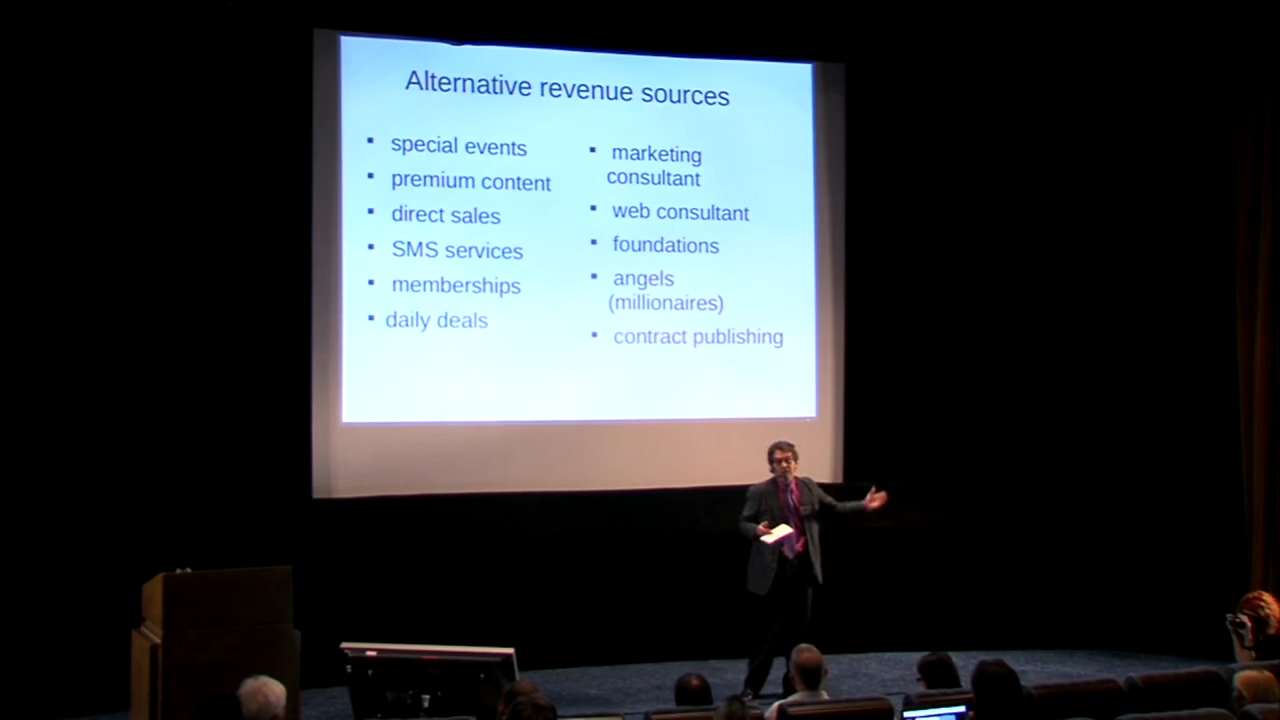 Alternative revenue sources
▪ special events
▪ premium content
▪ direct sales
▪ SMS services
▪ memberships
▪ daily deals
▪ marketing
consultant
▪ web consultant
▪ foundations
▪ angels
(millionaires)
▪ contract publishing